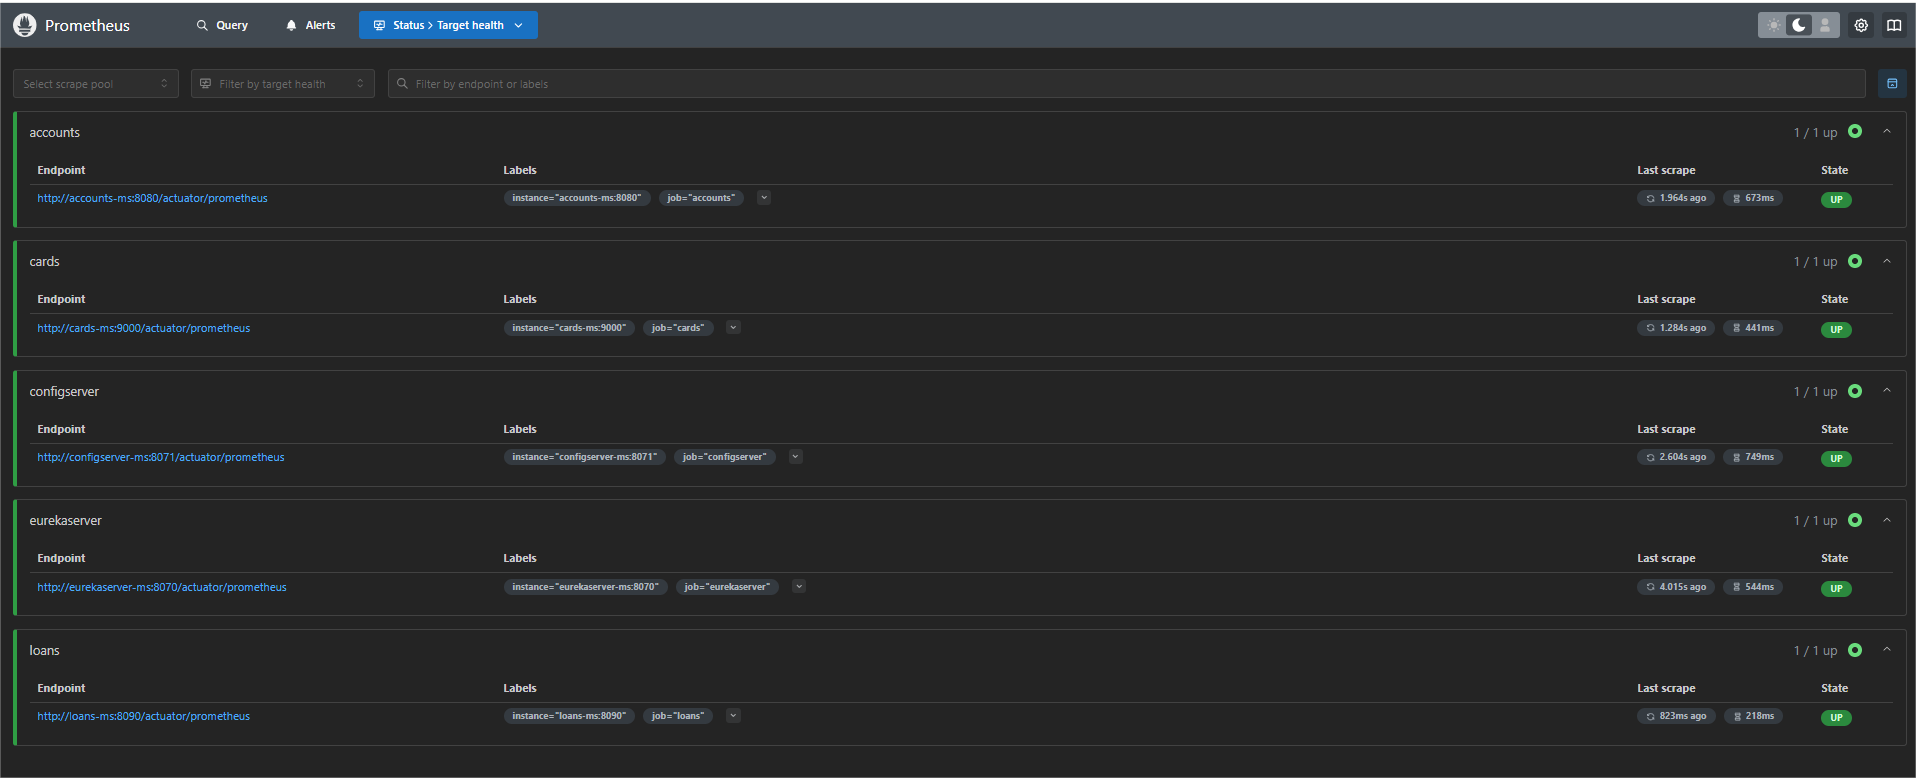 Prometheus Query Alerts Status > Target health
Select scrape pool Filter by target health Filter by endpoint or labels
accounts 1 / 1 up
Endpoint Labels Last scrape State
http://accounts-ms:8080/actuator/prometheus instance="accounts-ms:8080" job="accounts" 1.964s ago 673ms UP
cards 1 / 1 up
Endpoint Labels Last scrape State
http://cards-ms:9000/actuator/prometheus instance="cards-ms:9000" job="cards" 1.284s ago 441ms UP
configserver 1 / 1 up
Endpoint Labels Last scrape State
http://configserver-ms:8071/actuator/prometheus instance="configserver-ms:8071" job="configserver" 2.604s ago 749ms UP
eurekaserver 1 / 1 up
Endpoint Labels Last scrape State
http://eurekaserver-ms:8070/actuator/prometheus instance="eurekaserver-ms:8070" job="eurekaserver" 4.015s ago 544ms UP
loans 1 / 1 up
Endpoint Labels Last scrape State
http://loans-ms:8090/actuator/prometheus instance="loans-ms:8090" job="loans" 823ms ago 218ms UP